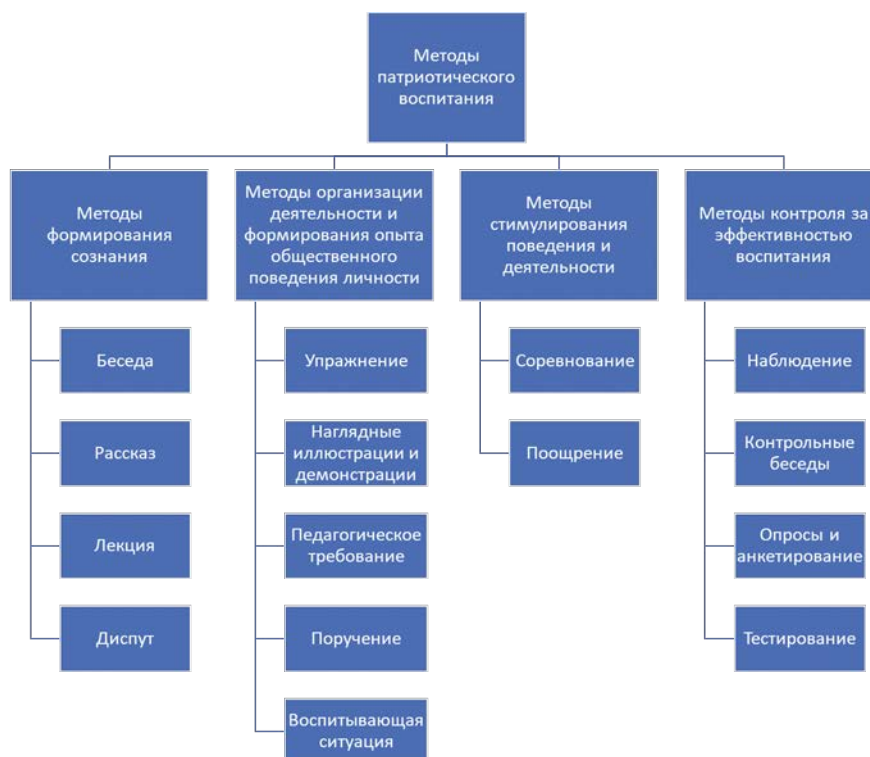 Методы
патриотического
воспитания
Методы
формирования
сознания
Беседа
Рассказ
Лекция
Диспут
Методы организации
деятельности и
формирования опыта
общественного
поведения личности
Упражнение
Наглядные
иллюстрации и
демонстрации
Педагогическое
требование
Поручение
Воспитывающая
ситуация
Методы
стимулирования
поведения и
деятельности
Соревнование
Поощрение
Методы контроля за
эффективностью
воспитания
Наблюдение
Контрольные
беседы
Опросы и
анкетирование
Тестирование